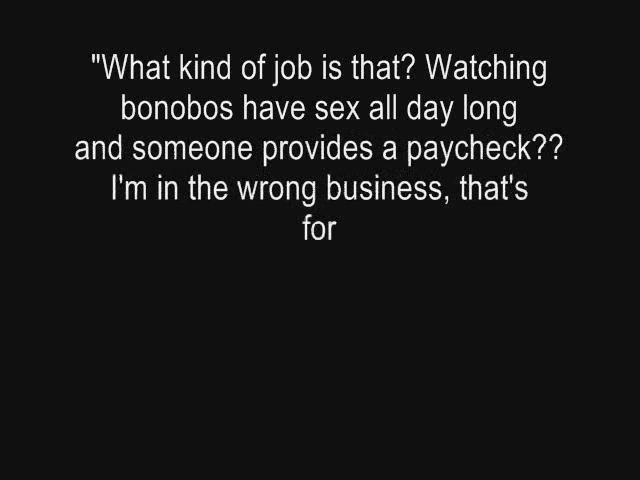 "What kind of job is that? Watching
bonobos have sex all day long
and someone provides a paycheck??
I'm in the wrong business, that's
for